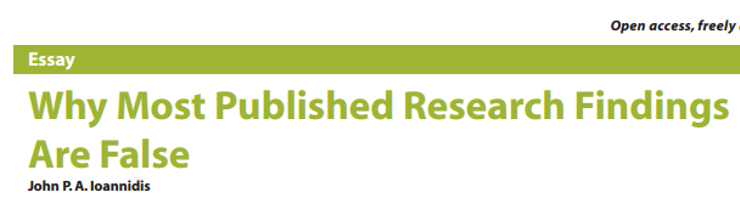 Open access, freely
Essay
Why Most Published Research Findings
Are False
John P. A. Ioannidis